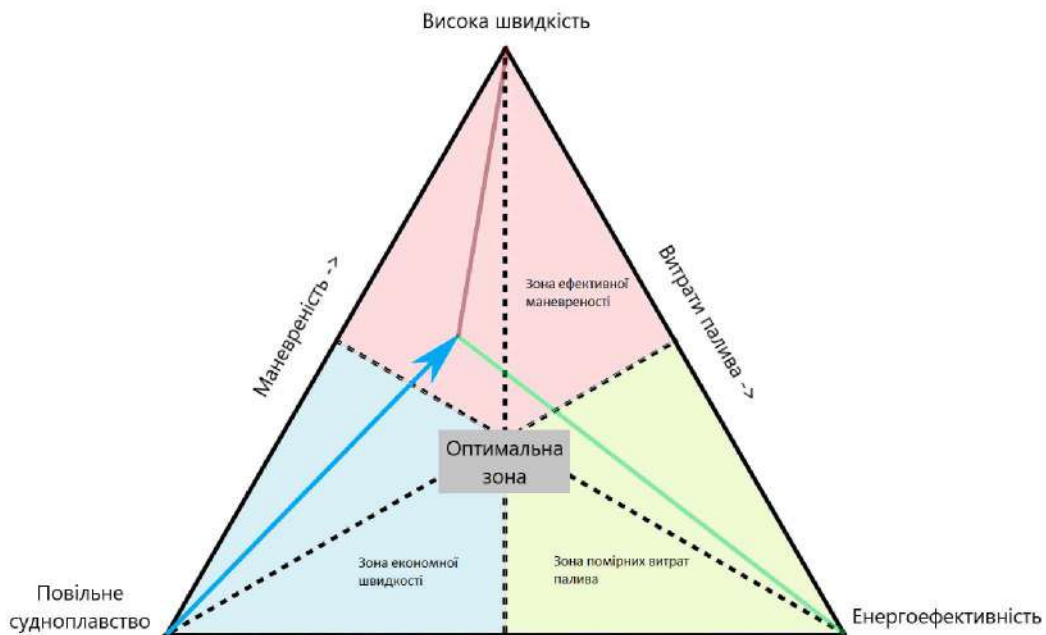 Висока швидкість
Маневреність ->
Витрати палива ->
Зона ефективної
маневреності
Оптимальна
зона
Зона економної
швидкості
Зона помірних витрат
палива
Повільне
судноплавство
Енергоефективність